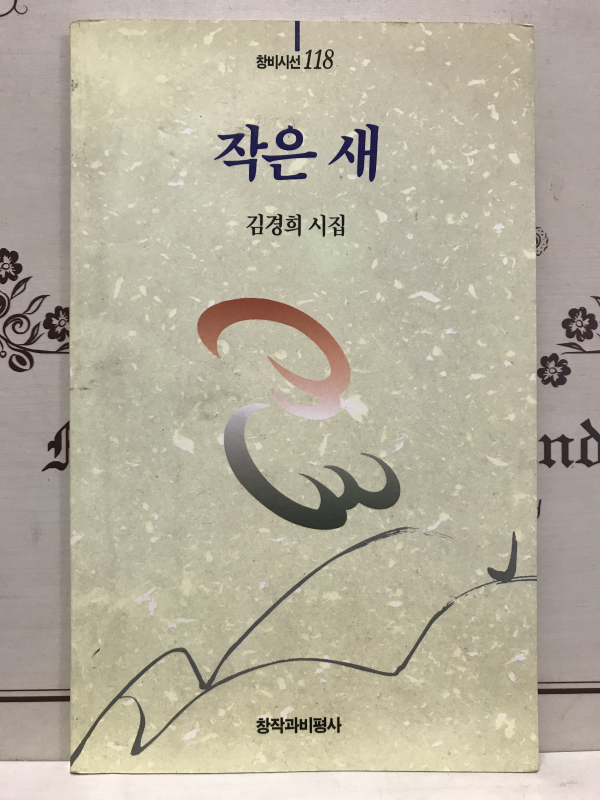 창비시선 118
작은 새
김경희 시집
nd
창작과비평사